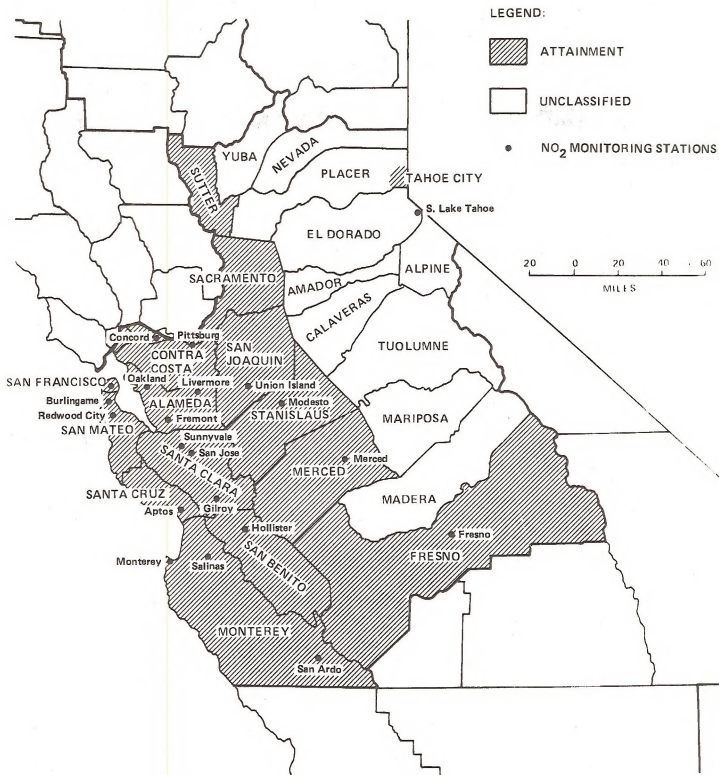 LEGEND:
ATTAINMENT
UNCLASSIFIED
NO2 MONITORING STATIONS
YUBA
NEVADA
SUTTER
PLACER
TAHOE CITY
S. Lake Tahoe
EL DORADO
SACRAMENTO
AMADOR
ALPINE
20 0 20 40 60
MILES
CALAVERAS
Concord
Pittsburg
CONTRA
COSTA
SAN
JOAQUIN
TUOLUMNE
SAN FRANCISCO
Oakland
Livermore
Union Island
Burlingame
ALAMEDA
Modesto
Redwood City
STANISLAUS
Fremont
MARIPOSA
SAN MATEO
Sunnyvale
San Jose
Merced
MERCED
SANTA CLARA
SANTA CRUZ
MADERA
Aptos
Gilroy
Hollister
Fresno
FRESNO
Monterey
Salinas
SAN BENITO
MONTEREY
San Ardo